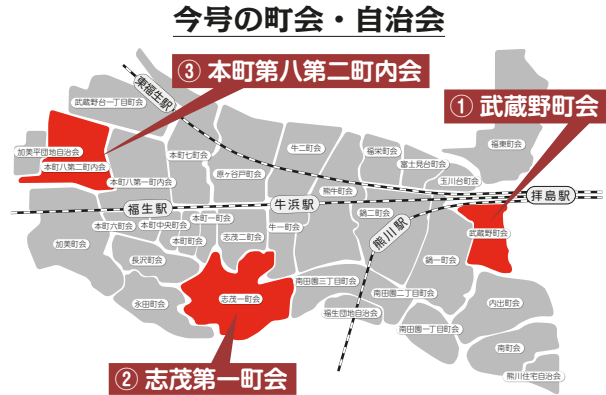 今号の町会・自治会
③ 本町第八第二町内会
① 武蔵野町会
② 志茂第一町会
東福生駅
武蔵野台一丁目町会
加美平団地自治会
本町八第二町内会
本町七町会
本町八第一町内会
原ヶ谷戸町会
牛二町会
福栄町会
富士見台町会
福東町会
玉川台町会
熊牛町会
福生駅
牛浜駅
拝島駅
熊川駅
鍋二町会
本町一町会
本町六町会
本町中央町会
本町町会
志茂二町会
牛一町会
武蔵野町会
加美町会
長沢町会
鍋一町会
永田町会
志茂一町会
南田園三丁目町会
南田園二丁目町会
福生団地自治会
南田園一丁目町会
内出町会
南町会
熊川住宅自治会